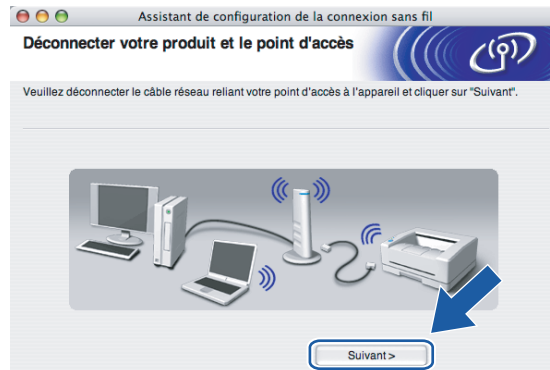 Assistant de configuration de la connexion sans fil
Déconnecter votre produit et le point d'accès
Veuillez déconnecter le câble réseau reliant votre point d'accès à l'appareil et cliquer sur "Suivant".
Suivant >